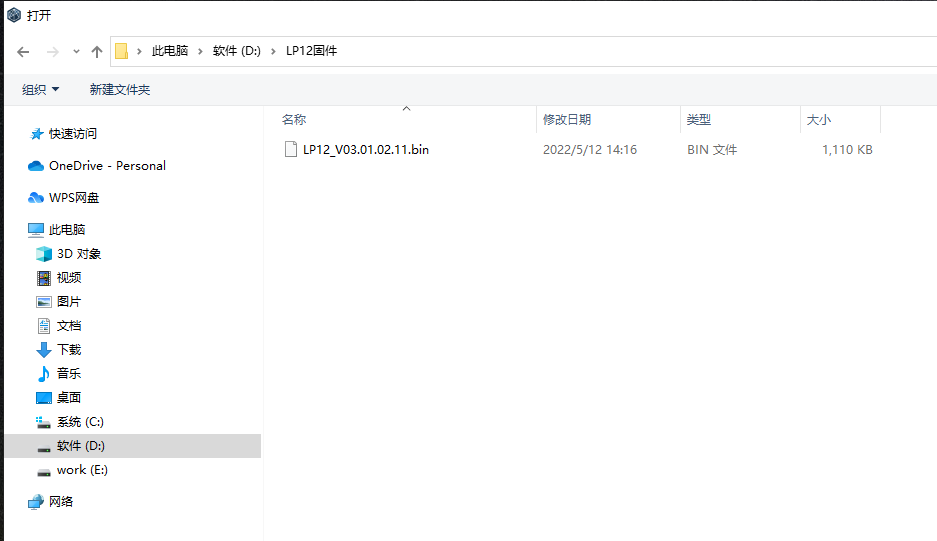 打开
此电脑 软件 (D:) LP12固件
组织 新建文件夹
名称 修改日期 类型 大小
LP12_V03.01.02.11.bin 2022/5/12 14:16 BIN 文件 1,110 KB
快速访问
OneDrive - Personal
WPS网盘
此电脑
3D 对象
视频
图片
文档
下载
音乐
桌面
系统 (C:)
软件 (D:)
work (E:)
网络